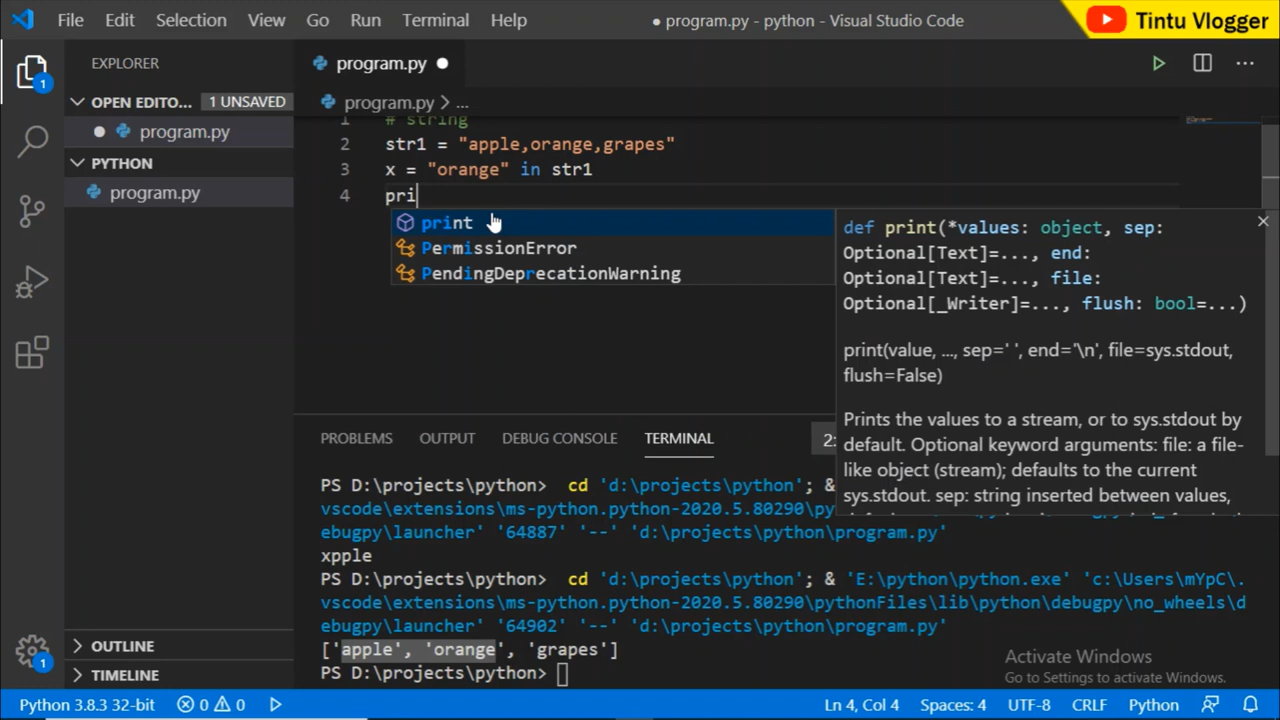 File Edit Selection View Go Run Terminal Help ● program.py - python - Visual Studio Code
Tintu Vlogger
EXPLORER
OPEN EDITO... 1 UNSAVED
program.py
PYTHON
program.py
OUTLINE
TIMELINE
1
1
program.py
program.py > ...
1 # string
2 str1 = "apple,orange,grapes"
3 x = "orange" in str1
4 pri
print
PermissionError
PendingDeprecationWarning
def print(*values: object, sep:
Optional[Text]=..., end:
Optional[Text]=..., file:
Optional[_Writer]=..., flush: bool=...)
print(value, ..., sep=' ', end='\n', file=sys.stdout,
flush=False)
Prints the values to a stream, or to sys.stdout by
default. Optional keyword arguments: file: a file-
like object (stream); defaults to the current
sys.stdout. sep: string inserted between values,
PROBLEMS OUTPUT DEBUG CONSOLE TERMINAL 2:
PS D:\projects\python> cd 'd:\projects\python'; &
ebugpy\launcher' '64887' '--' 'd:\projects\python\program.py'
xpple
PS D:\projects\python> cd 'd:\projects\python'; & 'E:\python\python.exe' 'c:\Users\mYpC\.
vscode\extensions\ms-python.python-2020.5.80290\pythonFiles\lib\python\debugpy\no_wheels\d
ebugpy\launcher' '64902' '--' 'd:\projects\python\program.py'
['apple', 'orange', 'grapes']
PS D:\projects\python>
Activate Windows
Go to Settings to activate Windows.
Python 3.8.3 32-bit 0 0 Ln 4, Col 4 Spaces: 4 UTF-8 CRLF Python